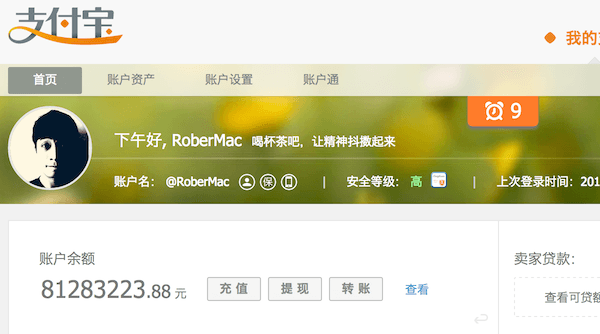 支付宝
我的
首页 账户资产 账户设置 账户通
9
下午好, RoberMac 喝杯茶吧，让精神抖擞起来
账户名： @RoberMac 保 | 安全等级： 高 | 上次登录时间：201
账户余额
81283223.88 元 充 值 提 现 转 账 查看
卖家贷款：
查看可贷额